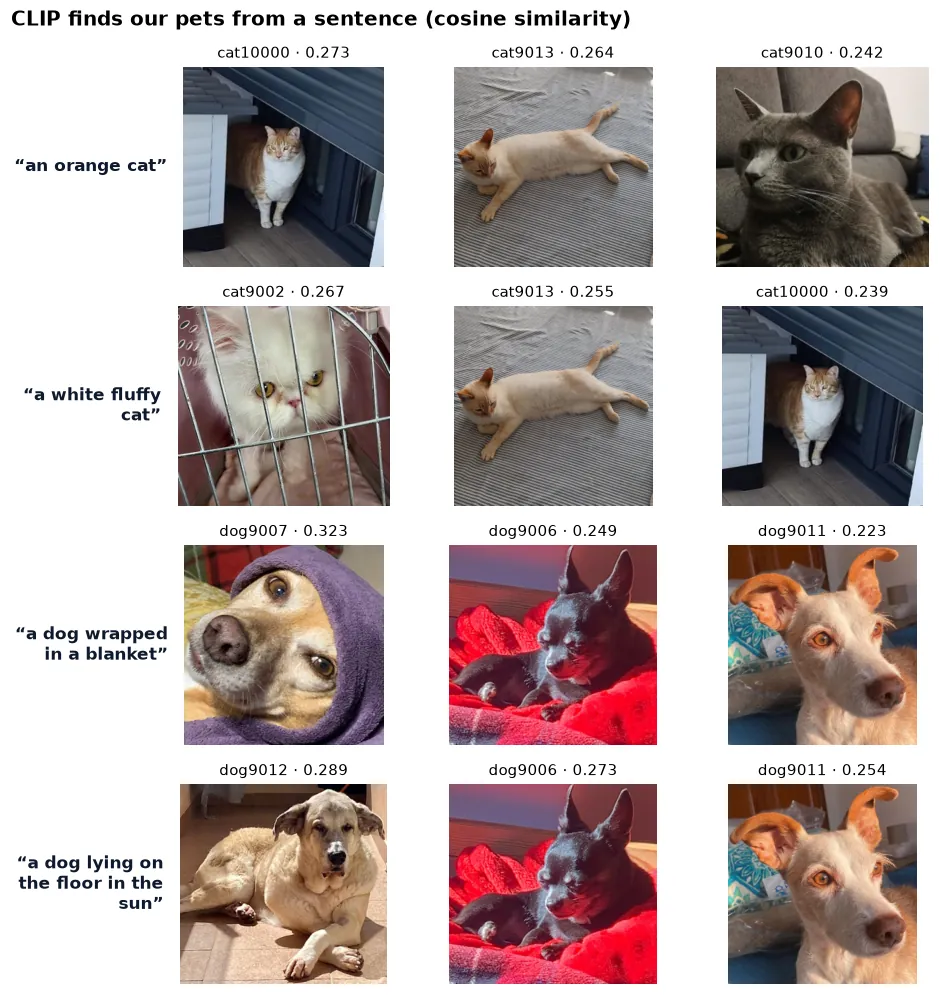 CLIP finds our pets from a sentence (cosine similarity)
cat10000 · 0.273
cat9013 · 0.264
cat9010 · 0.242
“an orange cat”
cat9002 · 0.267
cat9013 · 0.255
cat10000 · 0.239
“a white fluffy
cat”
dog9007 · 0.323
dog9006 · 0.249
dog9011 · 0.223
“a dog wrapped
in a blanket”
dog9012 · 0.289
dog9006 · 0.273
dog9011 · 0.254
“a dog lying on
the floor in the
sun”